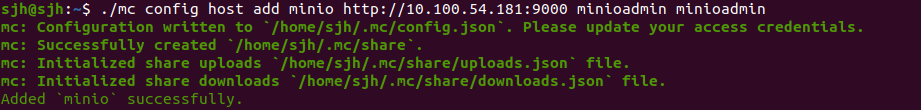 sjh@sjh:~$ ./mc config host add minio http://10.100.54.181:9000 minioadmin minioadmin
mc: Configuration written to `/home/sjh/.mc/config.json`. Please update your access credentials.
mc: Successfully created `/home/sjh/.mc/share`.
mc: Initialized share uploads `/home/sjh/.mc/share/uploads.json` file.
mc: Initialized share downloads `/home/sjh/.mc/share/downloads.json` file.
Added `minio` successfully.